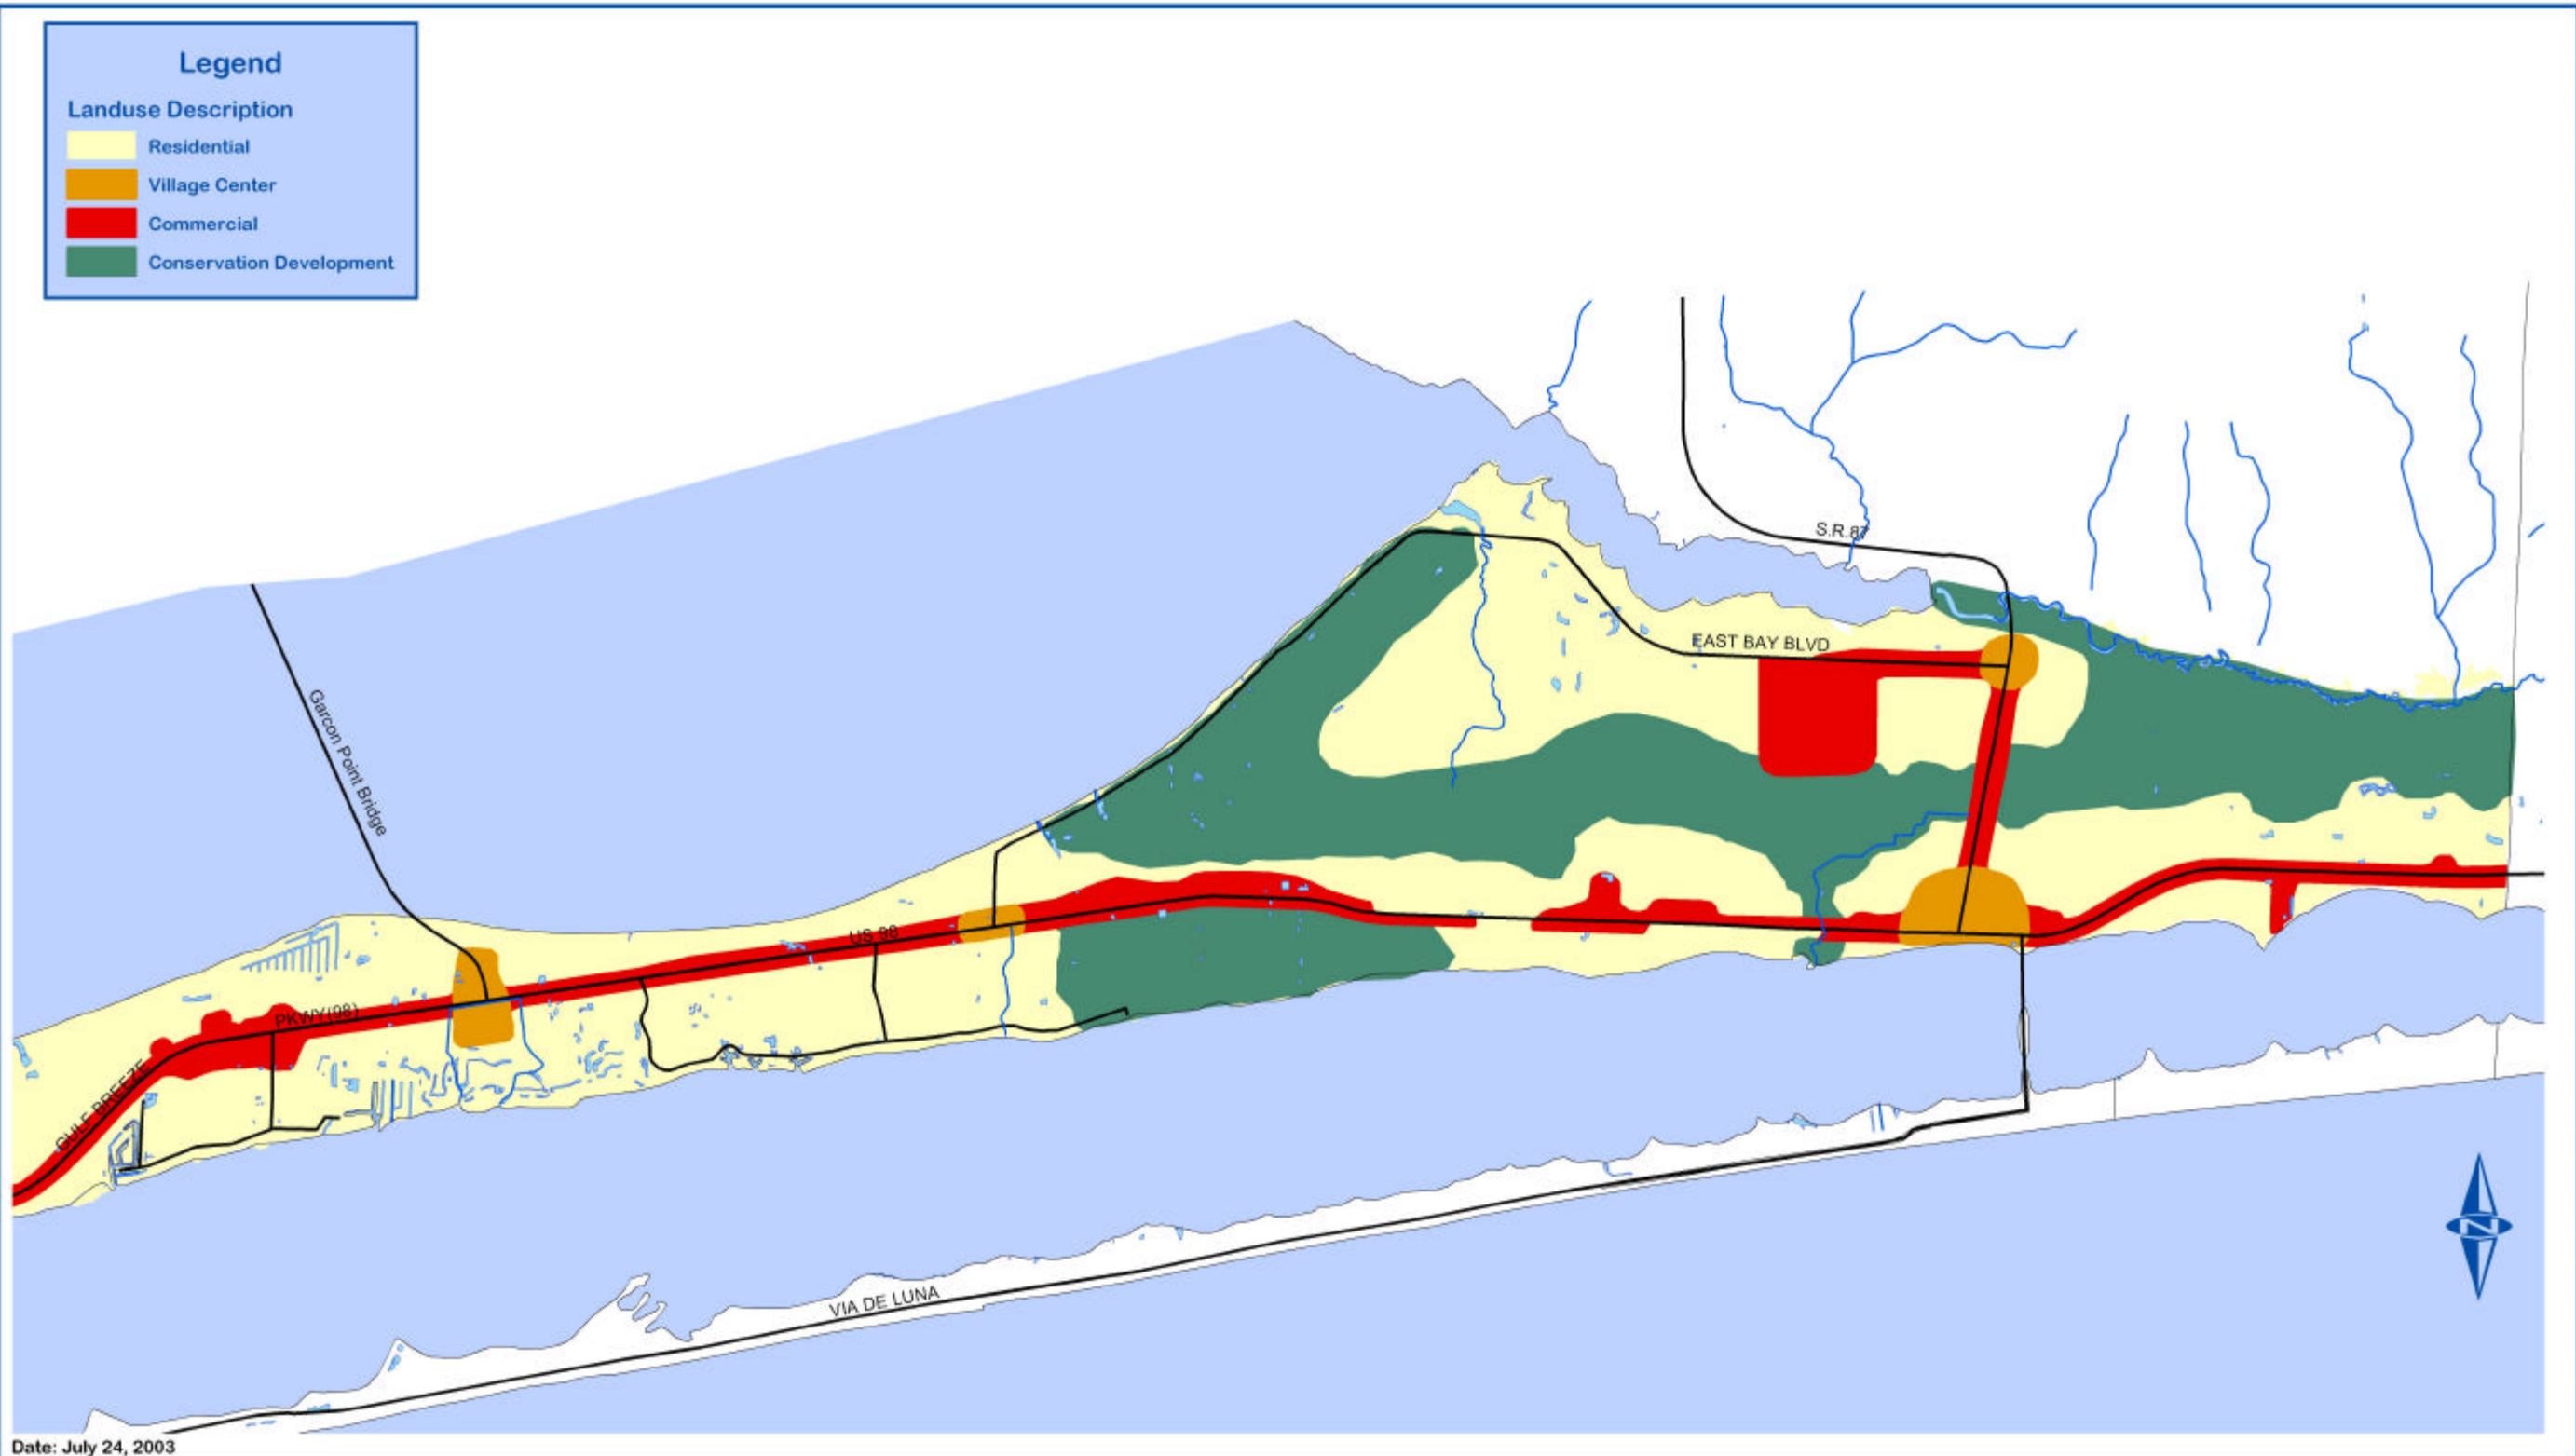 Legend
Landuse Description
Residential
Village Center
Commercial
Conservation Development
S.R.87
EAST BAY BLVD
Garcon Point Bridge
US 98
PKWY(98)
GULF BREEZE
N
VIA DE LUNA
Date: July 24, 2003